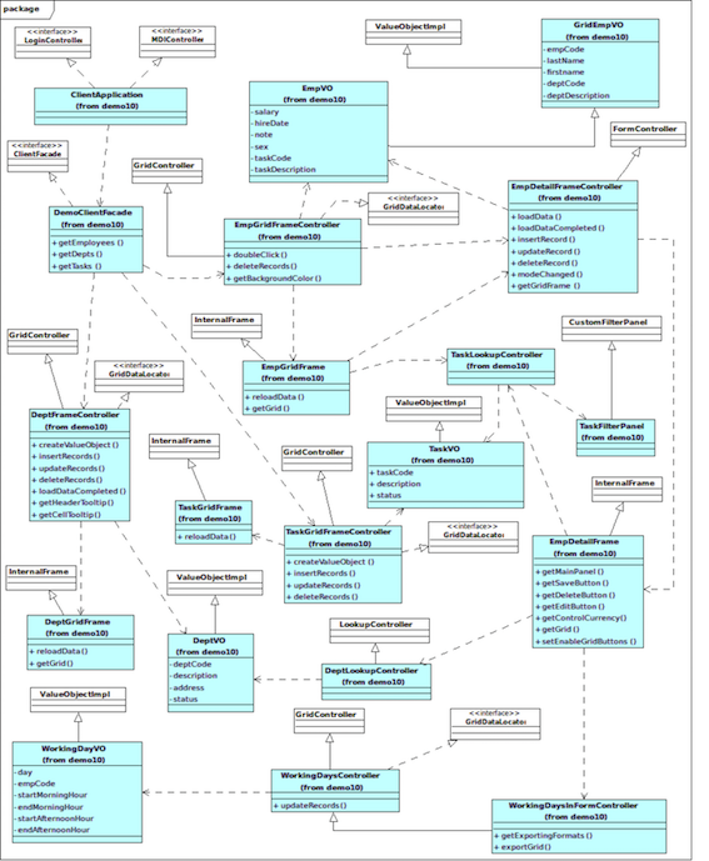 package
<<interface>>
LoginController
<<interface>>
MDIController
ValueObjectImpl
GridEmpVO
(from demo10)
- empCode
- lastName
- firstname
- deptCode
- deptDescription
ClientApplication
(from demo10)
EmpVO
(from demo10)
- salary
- hireDate
- note
- sex
- taskCode
- taskDescription
FormController
<<interface>>
ClientFacade
GridController
EmpDetailFrameController
(from demo10)
+ loadData ()
+ loadDataCompleted ()
+ insertRecord ()
+ updateRecord ()
+ deleteRecord ()
+ modeChanged ()
+ getGridFrame ()
<<interface>>
GridDataLocator
DemoClientFacade
(from demo10)
+ getEmployees ()
+ getDepts ()
+ getTasks ()
EmpGridFrameController
(from demo10)
+ doubleClick ()
+ deleteRecords ()
+ getBackgroundColor ()
InternalFrame
CustomFilterPanel
GridController
<<interface>>
GridDataLocator
EmpGridFrame
(from demo10)
+ reloadData ()
+ getGrid ()
TaskLookupController
(from demo10)
ValueObjectImpl
DeptFrameController
(from demo10)
+ createValueObject ()
+ insertRecords ()
+ updateRecords ()
+ deleteRecords ()
+ loadDataCompleted ()
+ getHeaderTooltip ()
+ getCellTooltip ()
TaskFilterPanel
(from demo10)
InternalFrame
GridController
TaskVO
(from demo10)
+ taskCode
+ description
+ status
InternalFrame
TaskGridFrame
(from demo10)
+ reloadData ()
TaskGridFrameController
(from demo10)
+ createValueObject ()
+ insertRecords ()
+ updateRecords ()
+ deleteRecords ()
<<interface>>
GridDataLocator
EmpDetailFrame
(from demo10)
+ getMainPanel ()
+ getSaveButton ()
+ getDeleteButton ()
+ getEditButton ()
+ getControlCurrency ()
+ getGrid ()
+ setEnableGridButtons ()
InternalFrame
ValueObjectImpl
DeptGridFrame
(from demo10)
+ reloadData ()
+ getGrid ()
LookupController
DeptVO
(from demo10)
- deptCode
- description
- address
- status
DeptLookupController
(from demo10)
ValueObjectImpl
GridController
<<interface>>
GridDataLocator
WorkingDayVO
(from demo10)
- day
- empCode
- startMorningHour
- endMorningHour
- startAfternoonHour
- endAfternoonHour
WorkingDaysController
(from demo10)
+ updateRecords ()
WorkingDaysInFormController
(from demo10)
+ getExportingFormats ()
+ exportGrid ()